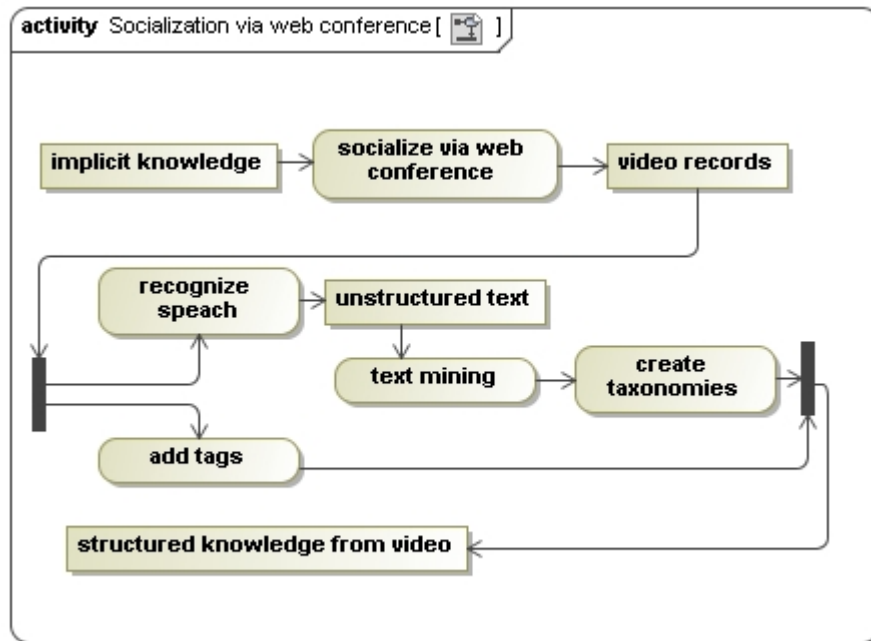 activity Socialization via web conference [ ]
implicit knowledge
socialize via web
conference
video records
recognize
speach
unstructured text
text mining
create
taxonomies
add tags
structured knowledge from video